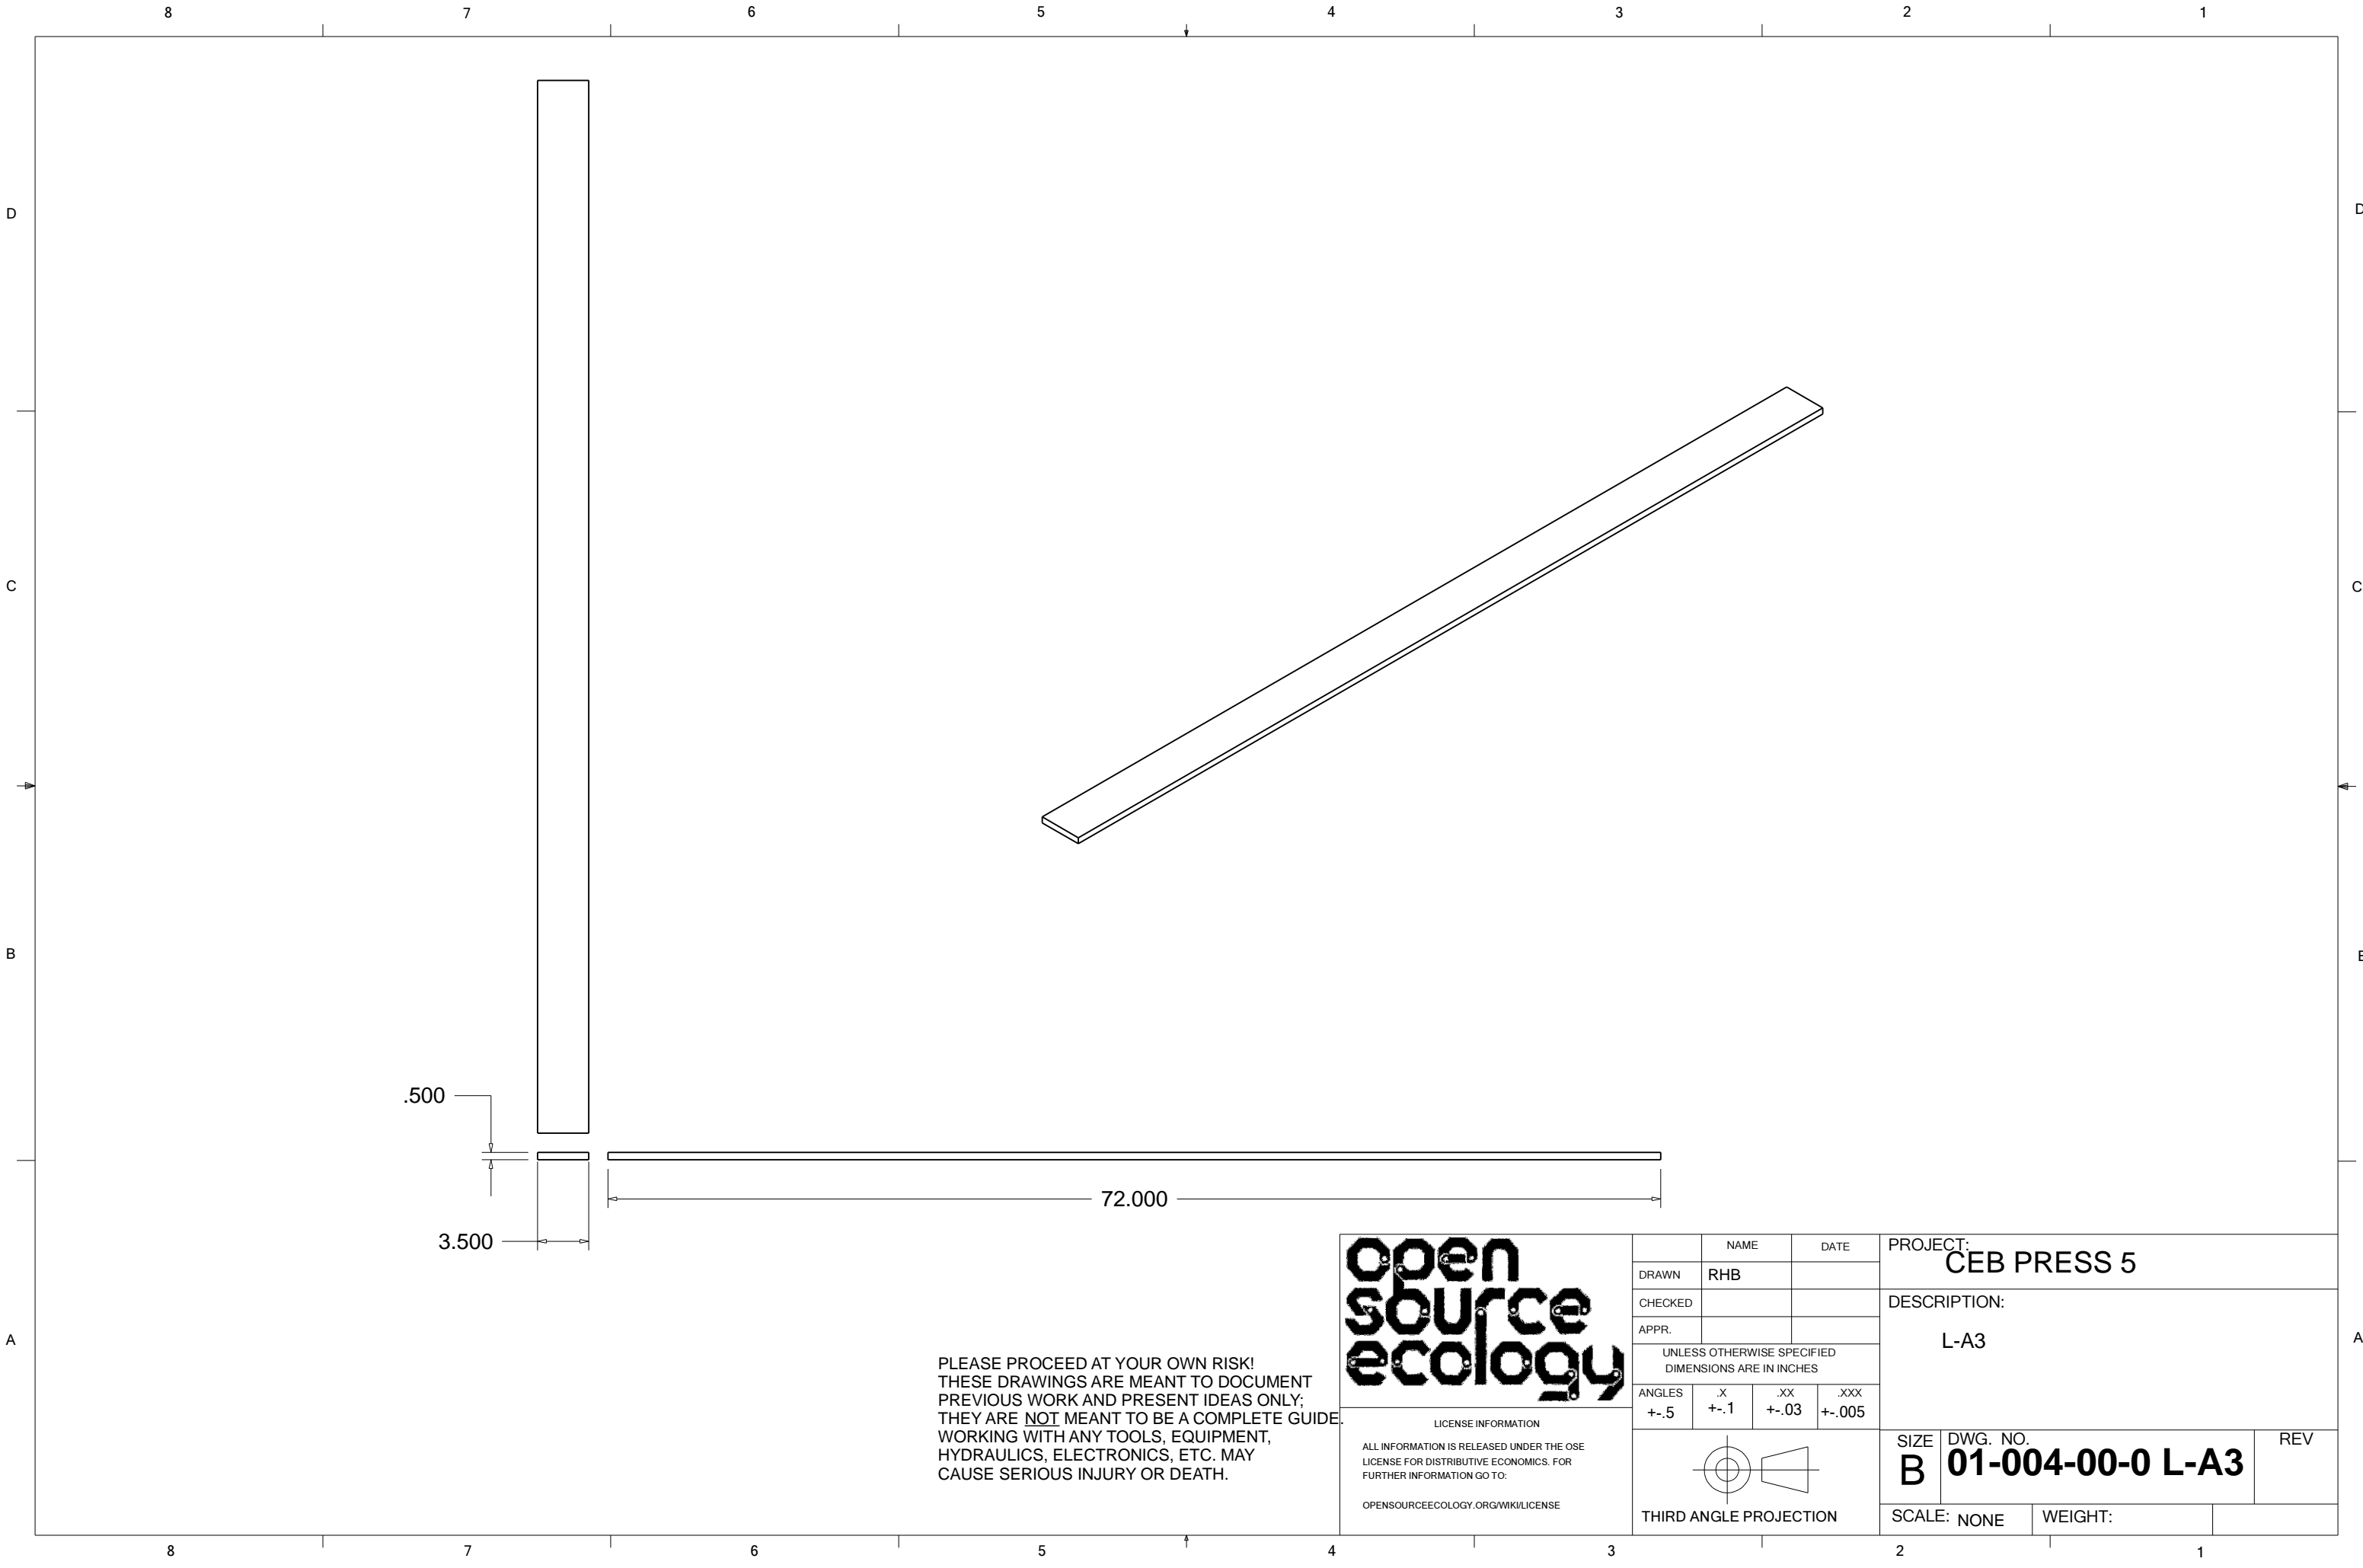 8 7 6 5 4 3 2 1
D D
C C
B B
A A
.500
3.500
72.000
PLEASE PROCEED AT YOUR OWN RISK!
THESE DRAWINGS ARE MEANT TO DOCUMENT
PREVIOUS WORK AND PRESENT IDEAS ONLY;
THEY ARE NOT MEANT TO BE A COMPLETE GUIDE.
WORKING WITH ANY TOOLS, EQUIPMENT,
HYDRAULICS, ELECTRONICS, ETC. MAY
CAUSE SERIOUS INJURY OR DEATH.
open
source
ecology
LICENSE INFORMATION
ALL INFORMATION IS RELEASED UNDER THE OSE
LICENSE FOR DISTRIBUTIVE ECONOMICS. FOR
FURTHER INFORMATION GO TO:
OPENSOURCEECOLOGY.ORG/WIKI/LICENSE
NAME DATE
DRAWN RHB
CHECKED
APPR.
UNLESS OTHERWISE SPECIFIED
DIMENSIONS ARE IN INCHES
ANGLES .X .XX .XXX
+-.5 +-.1 +-.03 +-.005
THIRD ANGLE PROJECTION
PROJECT:
CEB PRESS 5
DESCRIPTION:
L-A3
SIZE DWG. NO. REV
B 01-004-00-0 L-A3
SCALE: NONE WEIGHT:
8 7 6 5 4 3 2 1